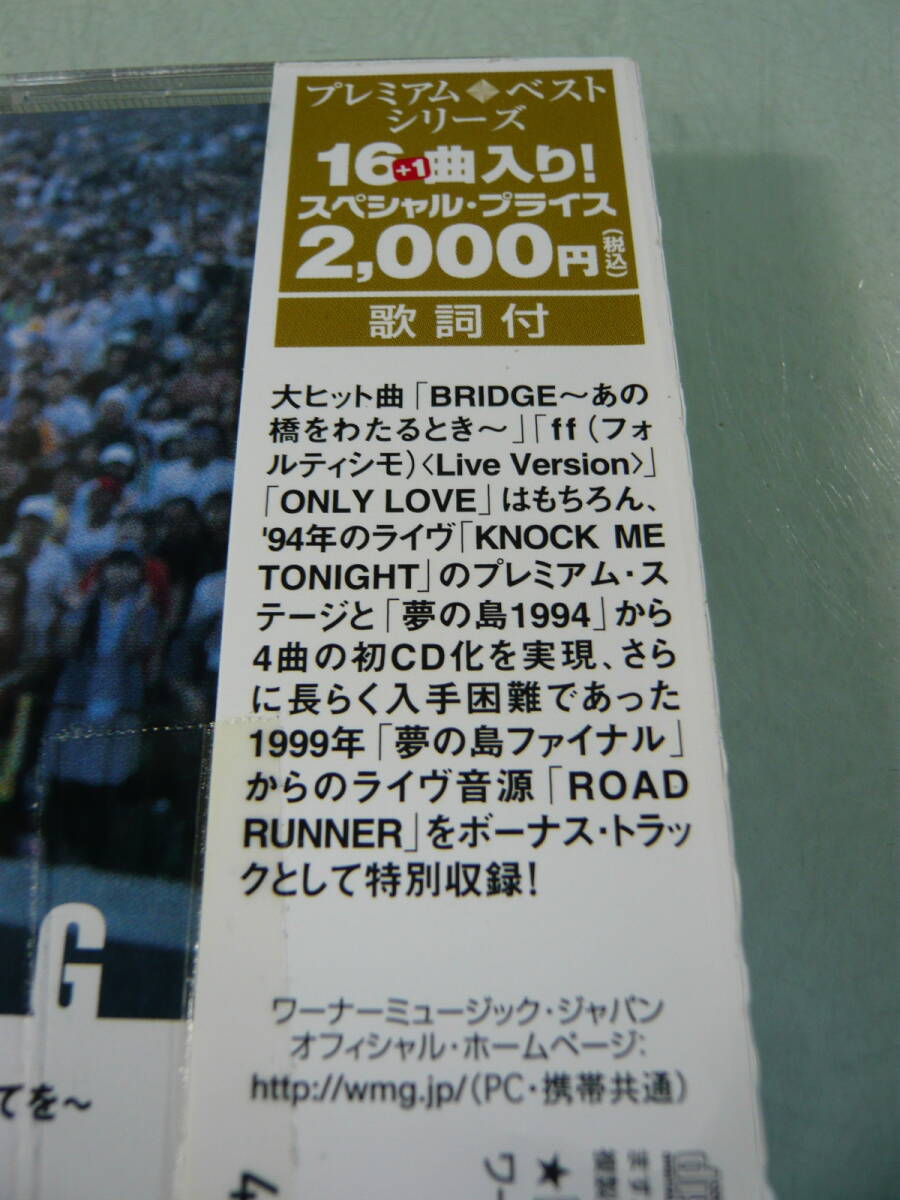 プレミアム◆ベスト
シリーズ
16+1曲入り!
スペシャル・プライス
2,000円(税込)
歌詞付
大ヒット曲「BRIDGE〜あの
橋をわたるとき〜」「ff(フォ
ルティシモ)〈Live Version〉」
「ONLY LOVE」はもちろん、
'94年のライヴ「KNOCK ME
TONIGHT」のプレミアム・ス
テージと「夢の島1994」から
4曲の初CD化を実現、さら
に長らく入手困難であった
1999年「夢の島ファイナル」
からのライヴ音源「ROAD
RUNNER」をボーナス・トラッ
クとして特別収録!
ワーナーミュージック・ジャパン
オフィシャル・ホームページ:
http://wmg.jp/(PC・携帯共通)
G
てを〜
4
★
ワー
ます
複製